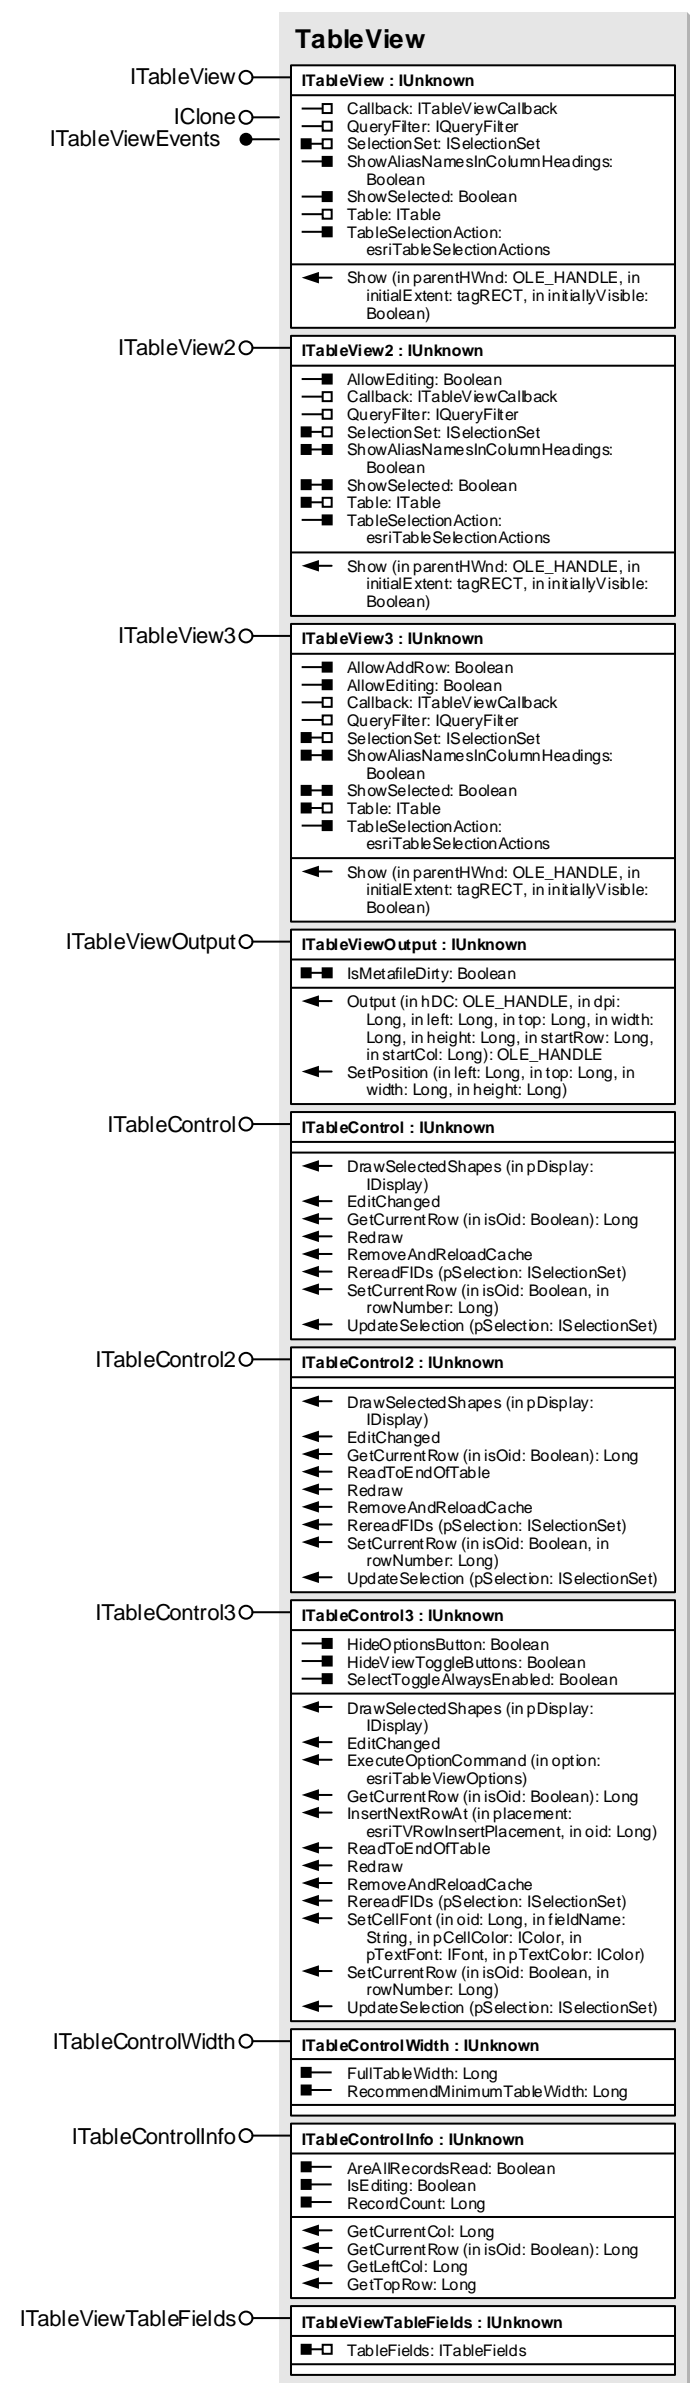 TableView
ITableView
ITableView : IUnknown
IClone
ITableViewEvents
Callback: ITableViewCallback
QueryFilter: IQueryFilter
SelectionSet: ISelectionSet
ShowAliasNamesInColumnHeadings:
Boolean
ShowSelected: Boolean
Table: ITable
TableSelectionAction:
esriTableSelectionActions
Show (in parentHWnd: OLE_HANDLE, in
initialExtent: tagRECT, in initiallyVisible:
Boolean)
ITableView2
ITableView2 : IUnknown
AllowEditing: Boolean
Callback: ITableViewCallback
QueryFilter: IQueryFilter
SelectionSet: ISelectionSet
ShowAliasNamesInColumnHeadings:
Boolean
ShowSelected: Boolean
Table: ITable
TableSelectionAction:
esriTableSelectionActions
Show (in parentHWnd: OLE_HANDLE, in
initialExtent: tagRECT, in initiallyVisible:
Boolean)
ITableView3
ITableView3 : IUnknown
AllowAddRow: Boolean
AllowEditing: Boolean
Callback: ITableViewCallback
QueryFilter: IQueryFilter
SelectionSet: ISelectionSet
ShowAliasNamesInColumnHeadings:
Boolean
ShowSelected: Boolean
Table: ITable
TableSelectionAction:
esriTableSelectionActions
Show (in parentHWnd: OLE_HANDLE, in
initialExtent: tagRECT, in initiallyVisible:
Boolean)
ITableViewOutput
ITableViewOutput : IUnknown
IsMetafileDirty: Boolean
Output (in hDC: OLE_HANDLE, in dpi:
Long, in left: Long, in top: Long, in width:
Long, in height: Long, in startRow: Long,
in startCol: Long): OLE_HANDLE
SetPosition (in left: Long, in top: Long, in
width: Long, in height: Long)
ITableControl
ITableControl : IUnknown
DrawSelectedShapes (in pDisplay:
IDisplay)
EditChanged
GetCurrentRow (in isOid: Boolean): Long
Redraw
RemoveAndReloadCache
RereadFIDs (pSelection: ISelectionSet)
SetCurrentRow (in isOid: Boolean, in
rowNumber: Long)
UpdateSelection (pSelection: ISelectionSet)
ITableControl2
ITableControl2 : IUnknown
DrawSelectedShapes (in pDisplay:
IDisplay)
EditChanged
GetCurrentRow (in isOid: Boolean): Long
ReadToEndOfTable
Redraw
RemoveAndReloadCache
RereadFIDs (pSelection: ISelectionSet)
SetCurrentRow (in isOid: Boolean, in
rowNumber: Long)
UpdateSelection (pSelection: ISelectionSet)
ITableControl3
ITableControl3 : IUnknown
HideOptionsButton: Boolean
HideViewToggleButtons: Boolean
SelectToggleAlwaysEnabled: Boolean
DrawSelectedShapes (in pDisplay:
IDisplay)
EditChanged
ExecuteOptionCommand (in option:
esriTableViewOptions)
GetCurrentRow (in isOid: Boolean): Long
InsertNextRowAt (in placement:
esriTVRowInsertPlacement, in oid: Long)
ReadToEndOfTable
Redraw
RemoveAndReloadCache
RereadFIDs (pSelection: ISelectionSet)
SetCellFont (in oid: Long, in fieldName:
String, in pCellColor: IColor, in
pTextFont: IFont, in pTextColor: IColor)
SetCurrentRow (in isOid: Boolean, in
rowNumber: Long)
UpdateSelection (pSelection: ISelectionSet)
ITableControlWidth
ITableControlWidth : IUnknown
FullTableWidth: Long
RecommendMinimumTableWidth: Long
ITableControlInfo
ITableControlInfo : IUnknown
AreAllRecordsRead: Boolean
IsEditing: Boolean
RecordCount: Long
GetCurrentCol: Long
GetCurrentRow (in isOid: Boolean): Long
GetLeftCol: Long
GetTopRow: Long
ITableViewTableFields
ITableViewTableFields : IUnknown
TableFields: ITableFields